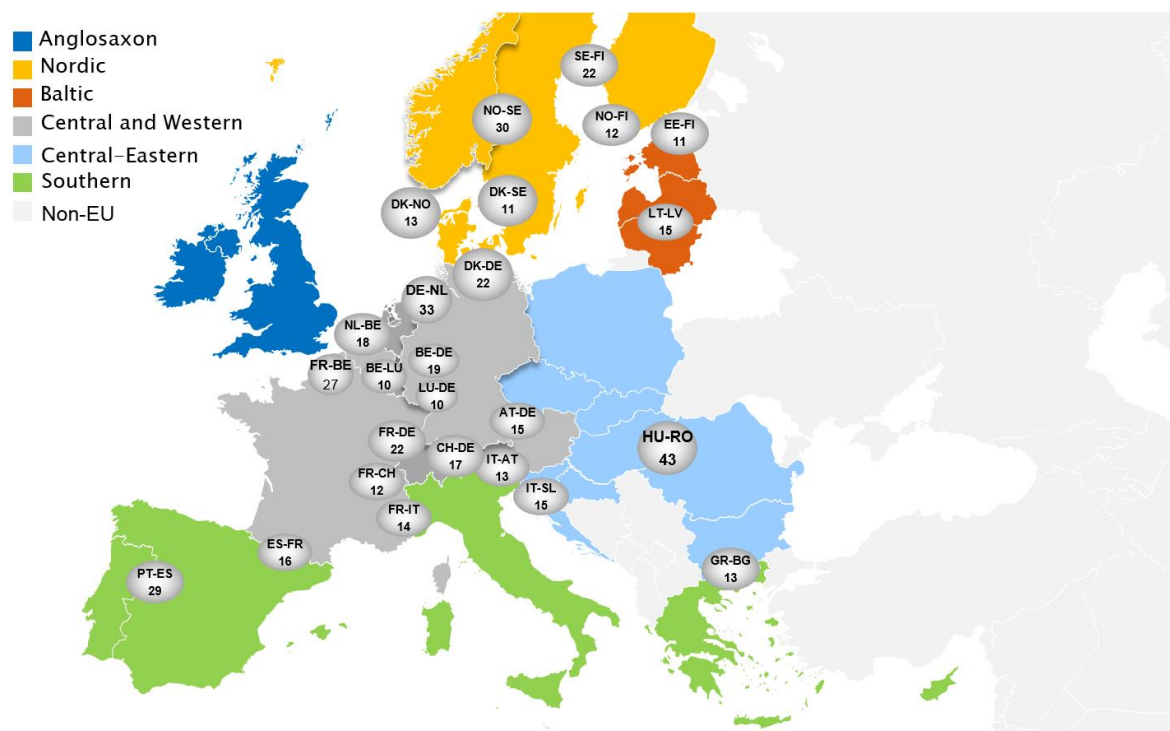 Anglosaxon
Nordic
Baltic
Central and Western
Central-Eastern
Southern
Non-EU
SE-FI
22
NO-SE
30
NO-FI
12
EE-FI
11
DK-NO
13
DK-SE
11
LT-LV
15
DK-DE
22
DE-NL
33
NL-BE
18
FR-BE
27
BE-LU
10
BE-DE
19
LU-DE
10
AT-DE
15
FR-DE
22
CH-DE
17
IT-AT
13
HU-RO
43
FR-CH
12
IT-SL
15
FR-IT
14
ES-FR
16
PT-ES
29
GR-BG
13